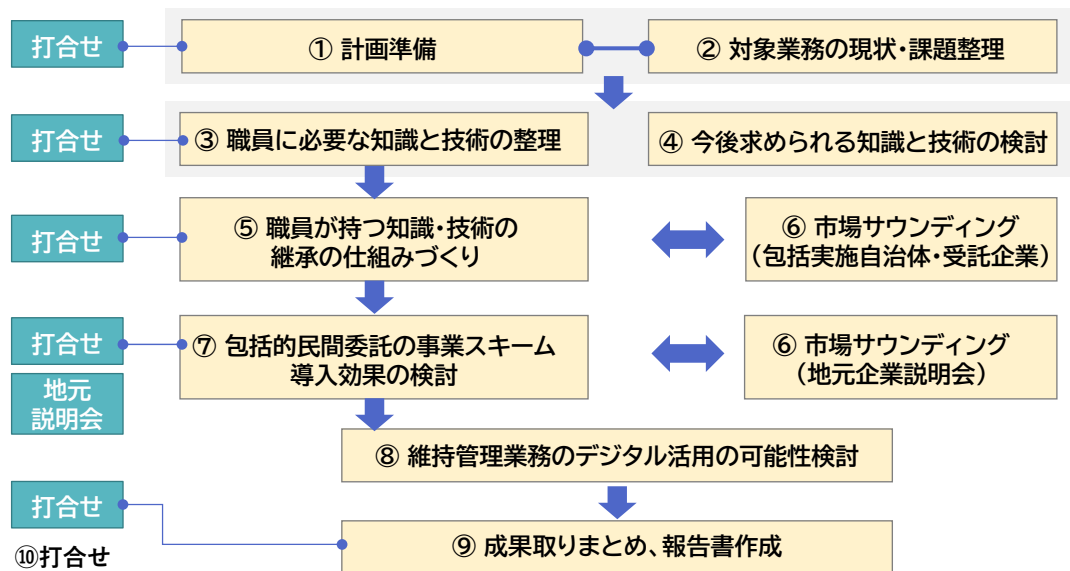 打合せ
① 計画準備
② 対象業務の現状・課題整理
打合せ
③ 職員に必要な知識と技術の整理
④ 今後求められる知識と技術の検討
打合せ
⑤ 職員が持つ知識・技術の
継承の仕組みづくり
⑥ 市場サウンディング
（包括実施自治体・受託企業）
打合せ
⑦ 包括的民間委託の事業スキーム
導入効果の検討
⑥ 市場サウンディング
（地元企業説明会）
地元
説明会
⑧ 維持管理業務のデジタル活用の可能性検討
打合せ
⑨ 成果取りまとめ、報告書作成
⑩打合せ